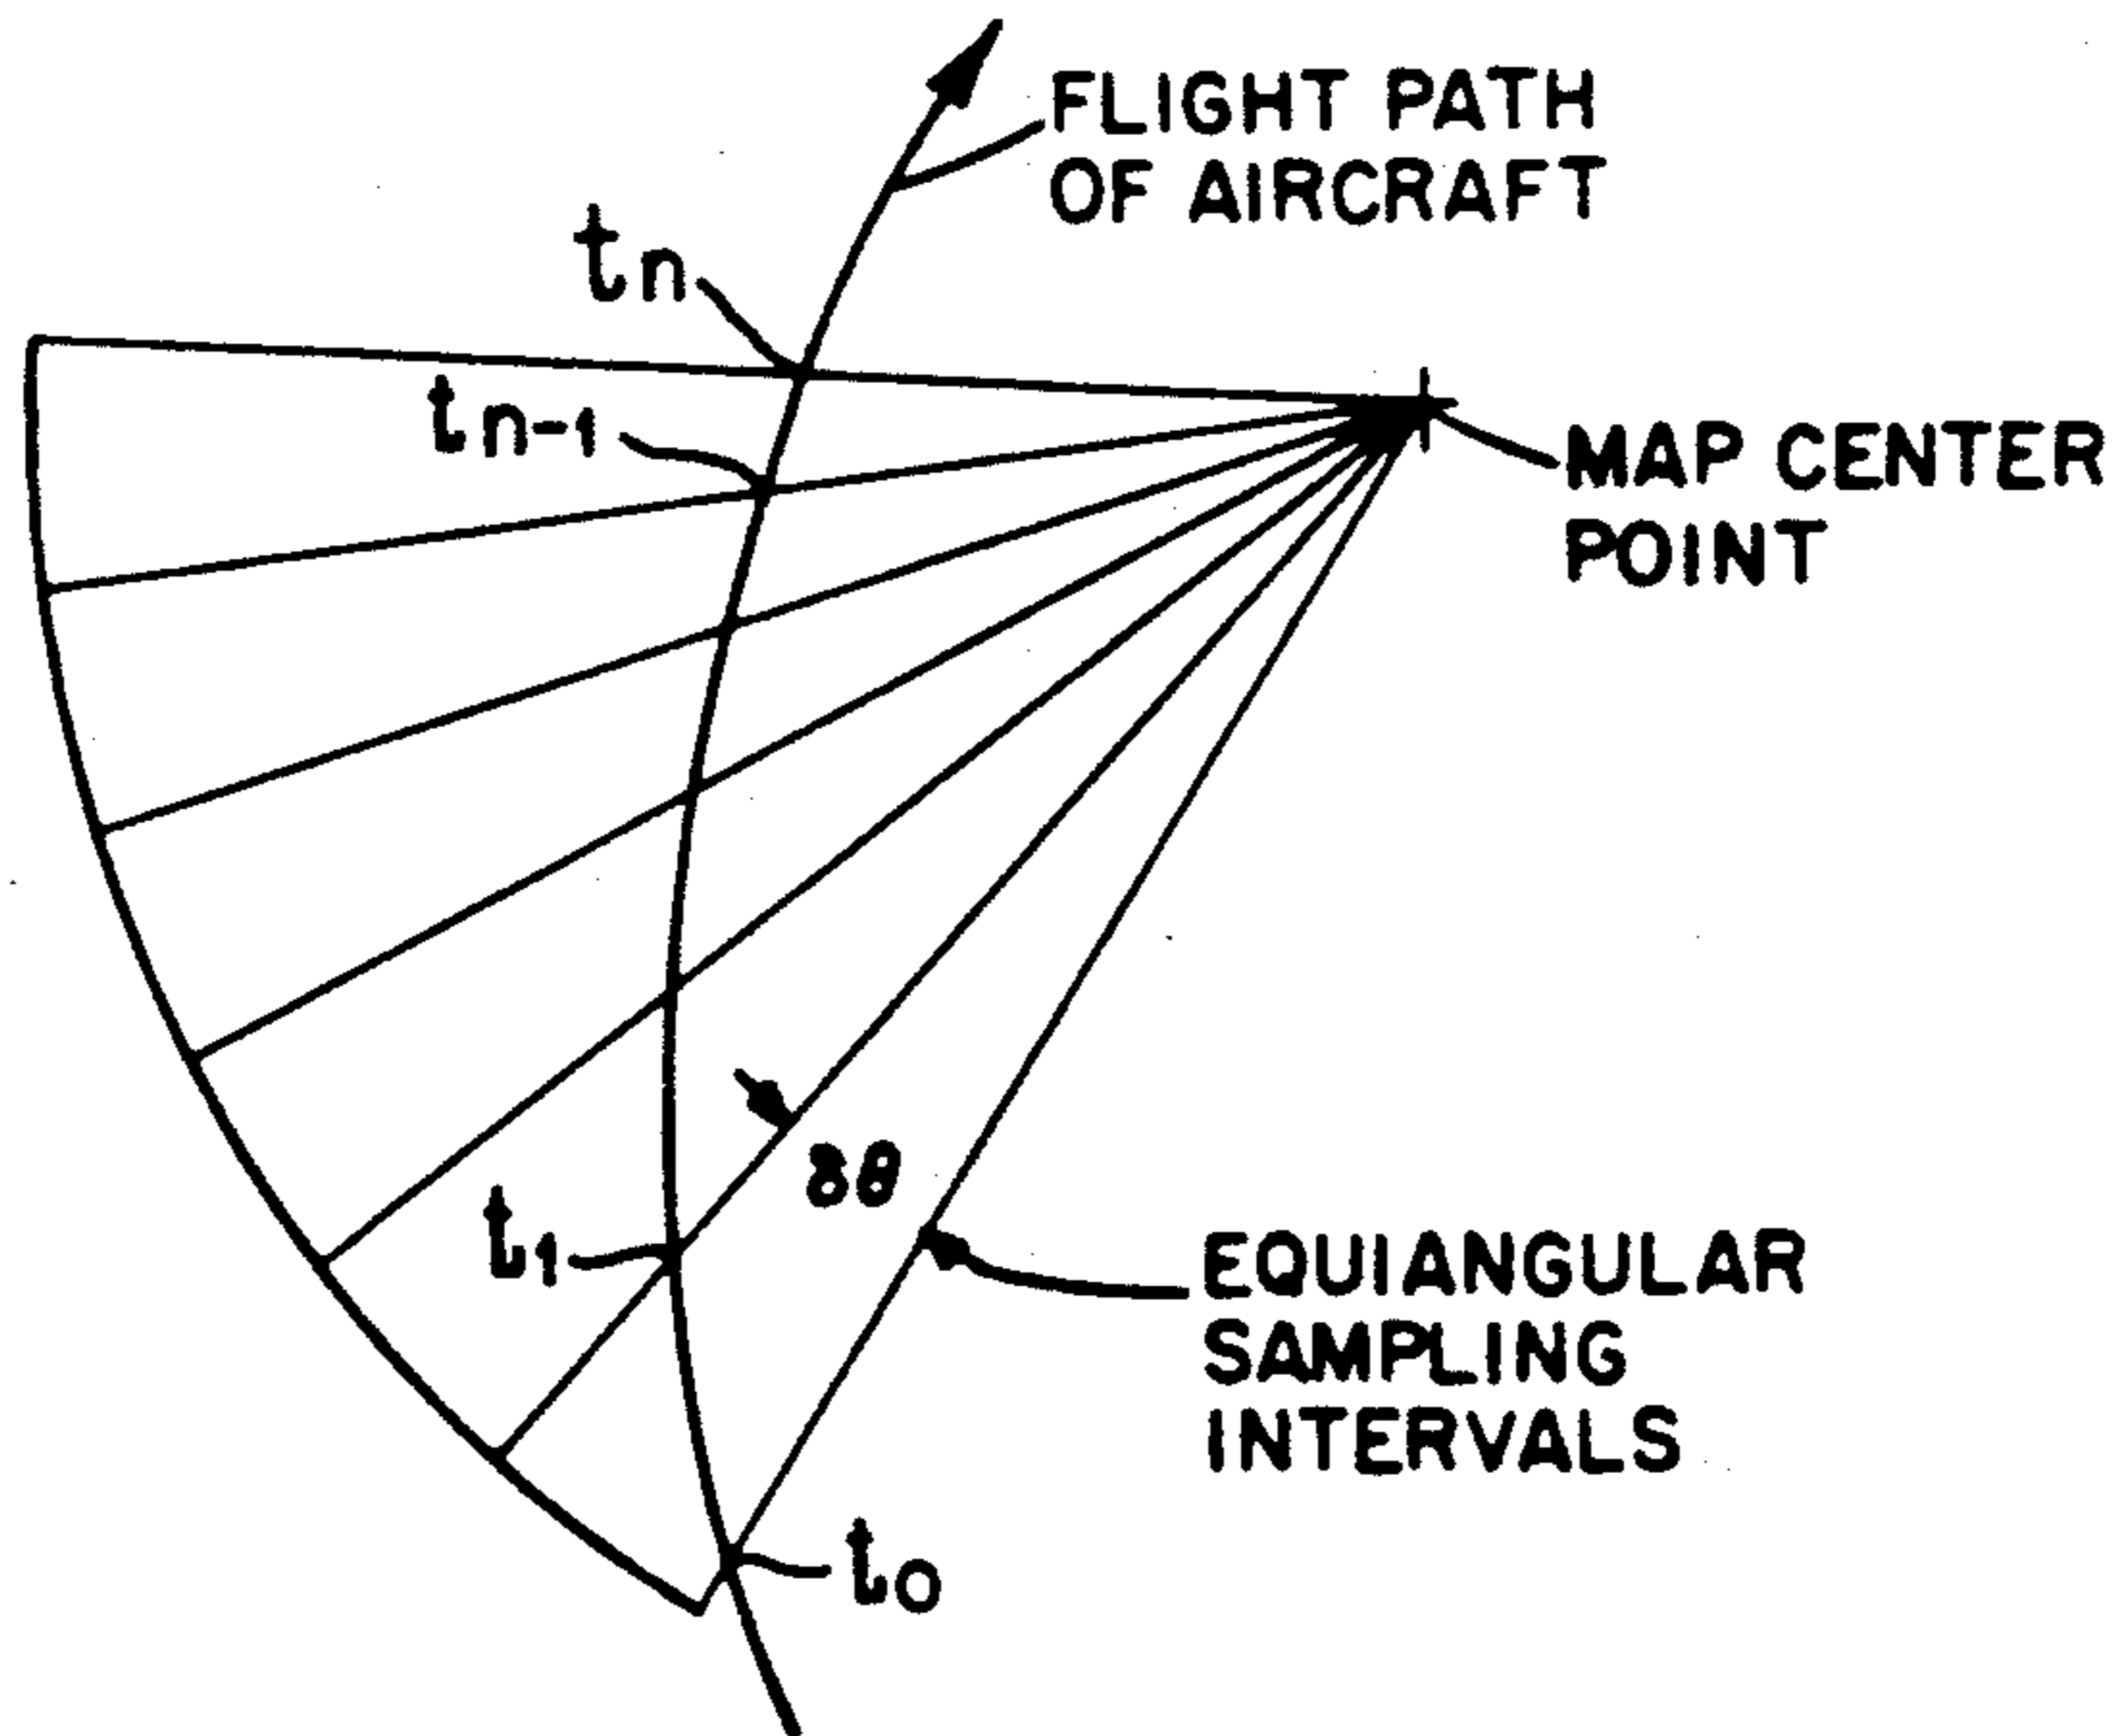 FLIGHT PATH
OF AIRCRAFT
tn
tn-1
MAP CENTER
POINT
δθ
t1
EQUIANGULAR
SAMPLING
INTERVALS
t0